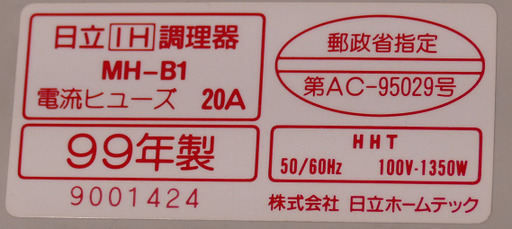 日立IH調理器
MH-B1
電流ヒューズ 20A
99年製
9001424
郵政省指定
第AC-95029号
HHT
50/60Hz 100V-1350W
株式会社 日立ホームテック